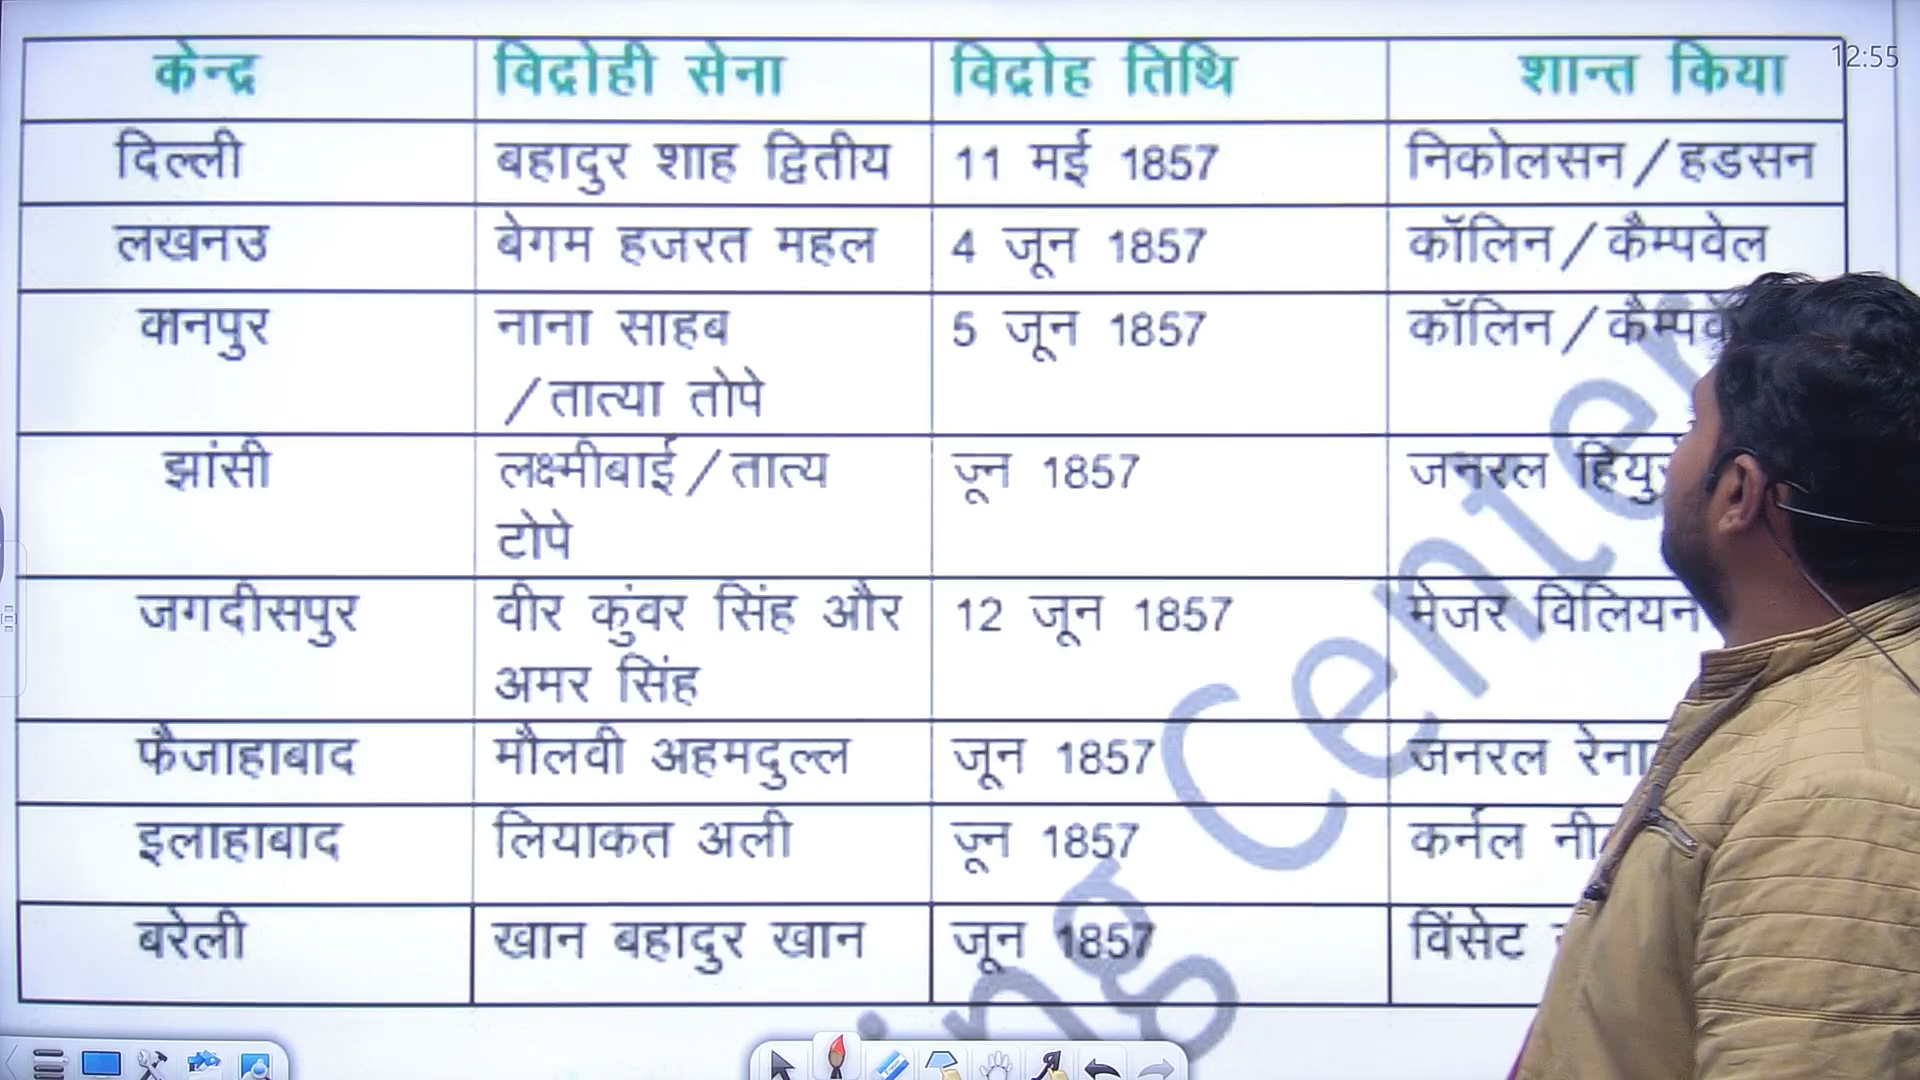 12:55
केन्द्र विद्रोही सेना विद्रोह तिथि शान्त किया
दिल्ली बहादुर शाह द्वितीय 11 मई 1857 निकोलसन/हडसन
लखनउ बेगम हजरत महल 4 जून 1857 कॉलिन/कैम्पवेल
कानपुर नाना साहब 5 जून 1857 कॉलिन
/तात्या तोपे
झांसी लक्ष्मीबाई/तात्य जून 1857 जनरल
टोपे
जगदीसपुर वीर कुंवर सिंह और 12 जून 1857 मेजर
अमर सिंह
फैजाहाबाद मौलवी अहमदुल्ल जून 1857 जनरल
इलाहाबाद लियाकत अली जून 1857 कर्नल
बरेली खान बहादुर खान जून 1857 विंसेट
ing Center